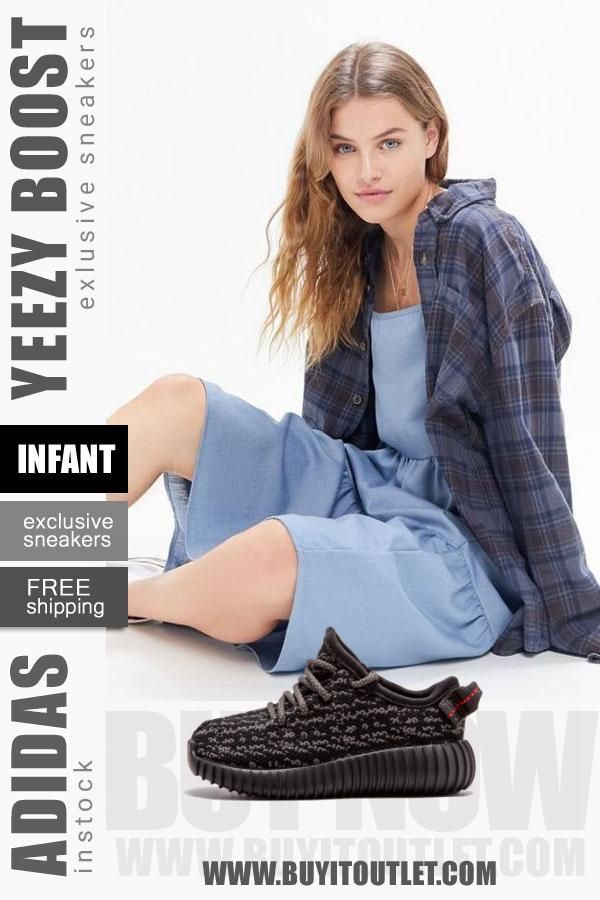 YEEZY BOOST
exlusive sneakers
INFANT
exclusive
sneakers
FREE
shipping
ADIDAS
instock
BUY NOW
WWW.BUYITOUTLET.COM
WWW.BUYITOUTLET.COM